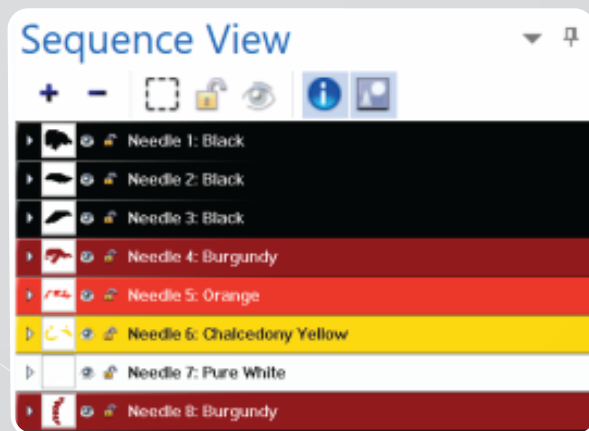 Sequence View
Needle 1: Black
Needle 2: Black
Needle 3: Black
Needle 4: Burgundy
Needle 5: Orange
Needle 6: Chalcedony Yellow
Needle 7: Pure White
Needle 8: Burgundy